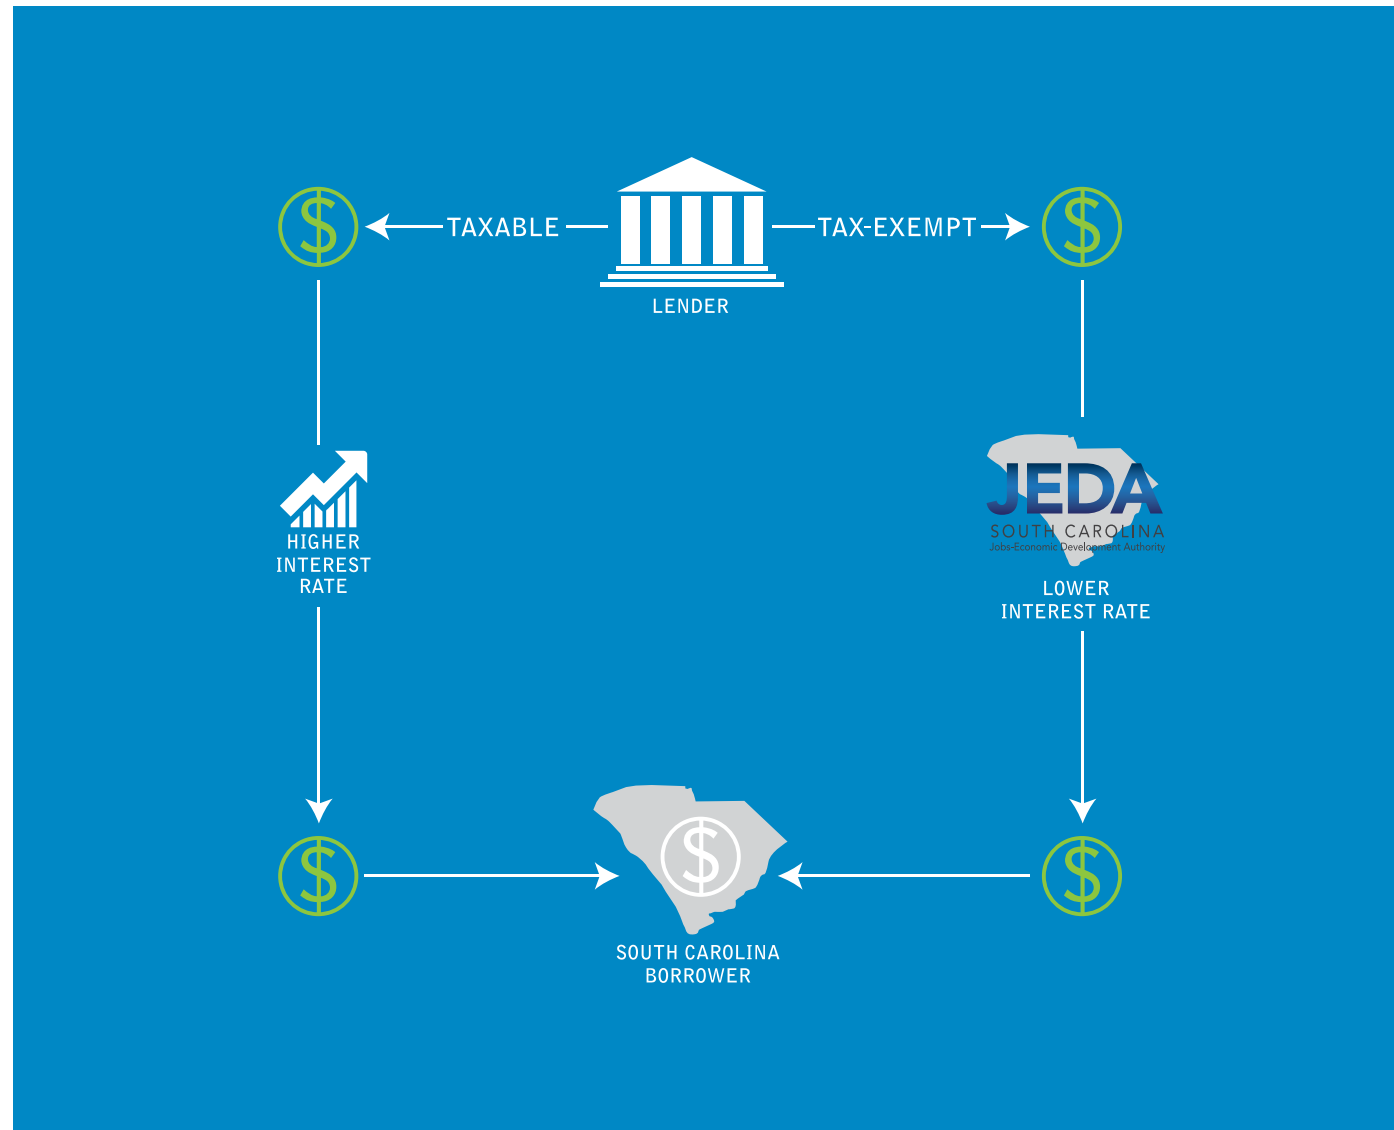 TAXABLE
TAX-EXEMPT
LENDER
JEDA
SOUTH CAROLINA
Jobs-Economic Development Authority
HIGHER
INTEREST
RATE
LOWER
INTEREST RATE
SOUTH CAROLINA
BORROWER